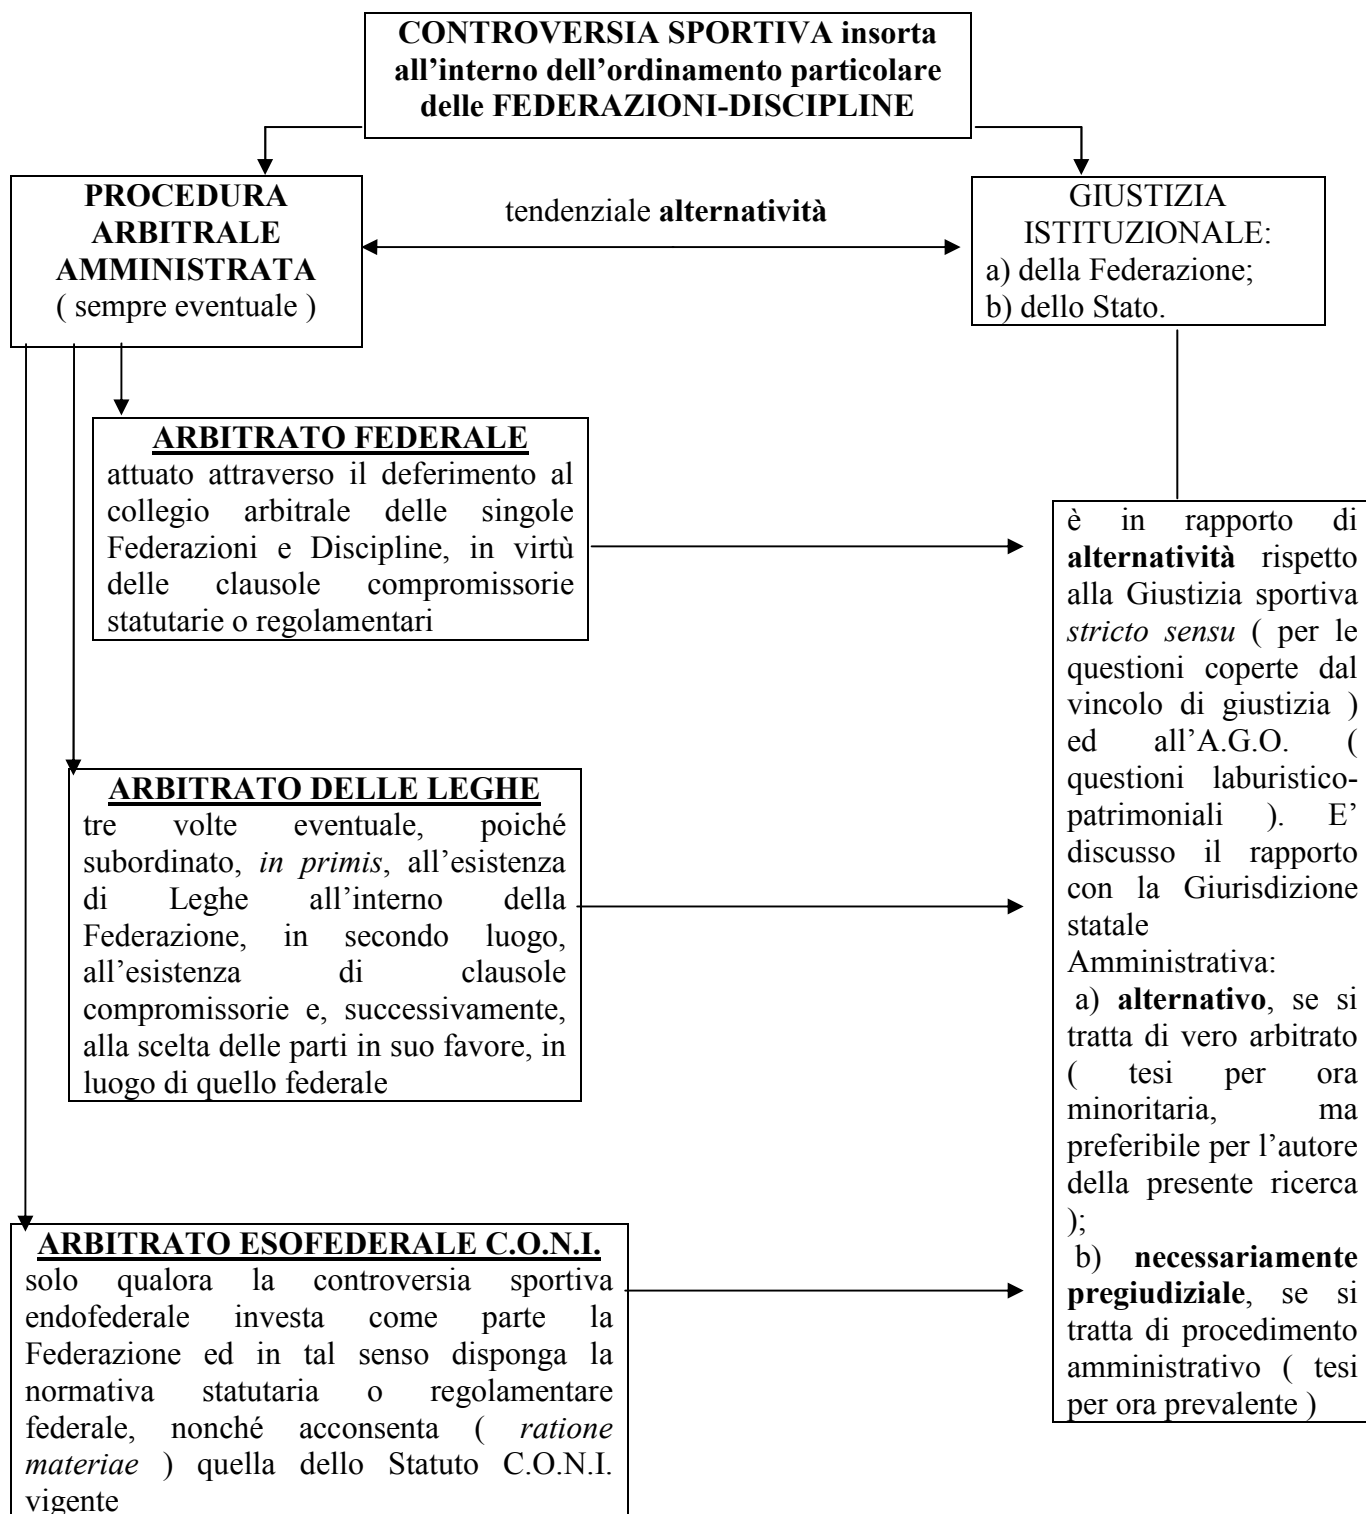 CONTROVERSIA SPORTIVA insorta
all’interno dell’ordinamento particolare
delle FEDERAZIONI-DISCIPLINE
PROCEDURA
ARBITRALE
AMMINISTRATA
( sempre eventuale )
tendenziale alternatività
GIUSTIZIA
ISTITUZIONALE:
a) della Federazione;
b) dello Stato.
ARBITRATO FEDERALE
attuato attraverso il deferimento al
collegio arbitrale delle singole
Federazioni e Discipline, in virtù
delle clausole compromissorie
statutarie o regolamentari
ARBITRATO DELLE LEGHE
tre volte eventuale, poiché
subordinato, in primis, all’esistenza
di Leghe all’interno della
Federazione, in secondo luogo,
all’esistenza di clausole
compromissorie e, successivamente,
alla scelta delle parti in suo favore, in
luogo di quello federale
ARBITRATO ESOFEDERALE C.O.N.I.
solo qualora la controversia sportiva
endofederale investa come parte la
Federazione ed in tal senso disponga la
normativa statutaria o regolamentare
federale, nonché acconsenta ( ratione
materiae ) quella dello Statuto C.O.N.I.
vigente
è in rapporto di
alternatività rispetto
alla Giustizia sportiva
stricto sensu ( per le
questioni coperte dal
vincolo di giustizia )
ed all’A.G.O. (
questioni laburistico-
patrimoniali ). E’
discusso il rapporto
con la Giurisdizione
statale
Amministrativa:
a) alternativo, se si
tratta di vero arbitrato
( tesi per ora
minoritaria, ma
preferibile per l’autore
della presente ricerca
);
b) necessariamente
pregiudiziale, se si
tratta di procedimento
amministrativo ( tesi
per ora prevalente )